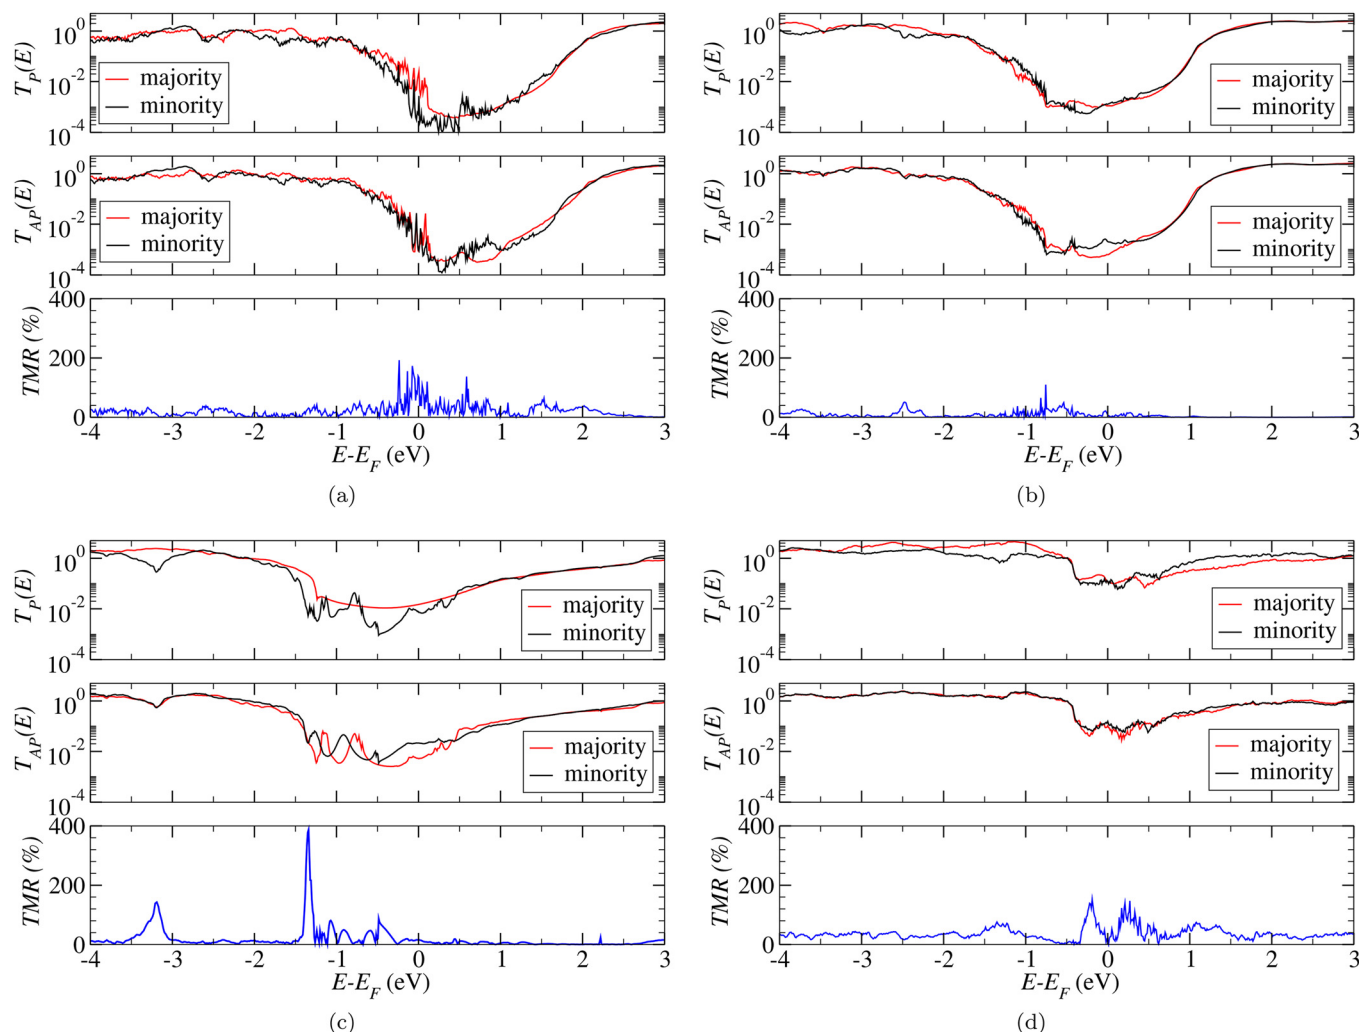 T_P(E)
10^0
10^-2
10^-4
majority
minority
T_AP(E)
10^0
10^-2
10^-4
majority
minority
TMR (%)
400
200
0
-4 -3 -2 -1 0 1 2 3
E-E_F (eV)
(a)
T_P(E)
10^0
10^-2
10^-4
majority
minority
T_AP(E)
10^0
10^-2
10^-4
majority
minority
TMR (%)
400
200
0
-4 -3 -2 -1 0 1 2 3
E-E_F (eV)
(b)
T_P(E)
10^0
10^-2
10^-4
majority
minority
T_AP(E)
10^0
10^-2
10^-4
majority
minority
TMR (%)
400
200
0
-4 -3 -2 -1 0 1 2 3
E-E_F (eV)
(c)
T_P(E)
10^0
10^-2
10^-4
majority
minority
T_AP(E)
10^0
10^-2
10^-4
majority
minority
TMR (%)
400
200
0
-4 -3 -2 -1 0 1 2 3
E-E_F (eV)
(d)